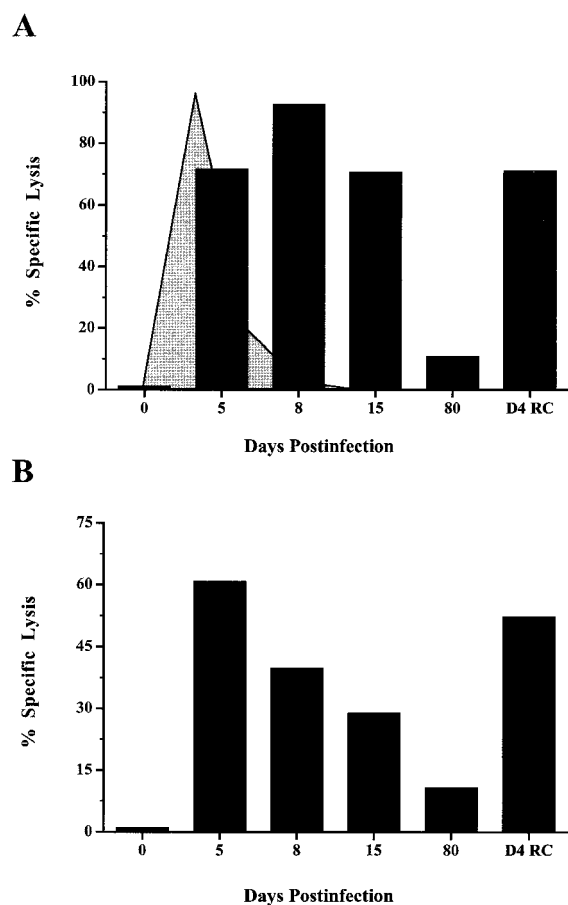 A
% Specific Lysis
100
80
60
40
20
0
0 5 8 15 80 D4 RC
Days Postinfection
B
% Specific Lysis
75
60
45
30
15
0
0 5 8 15 80 D4 RC
Days Postinfection